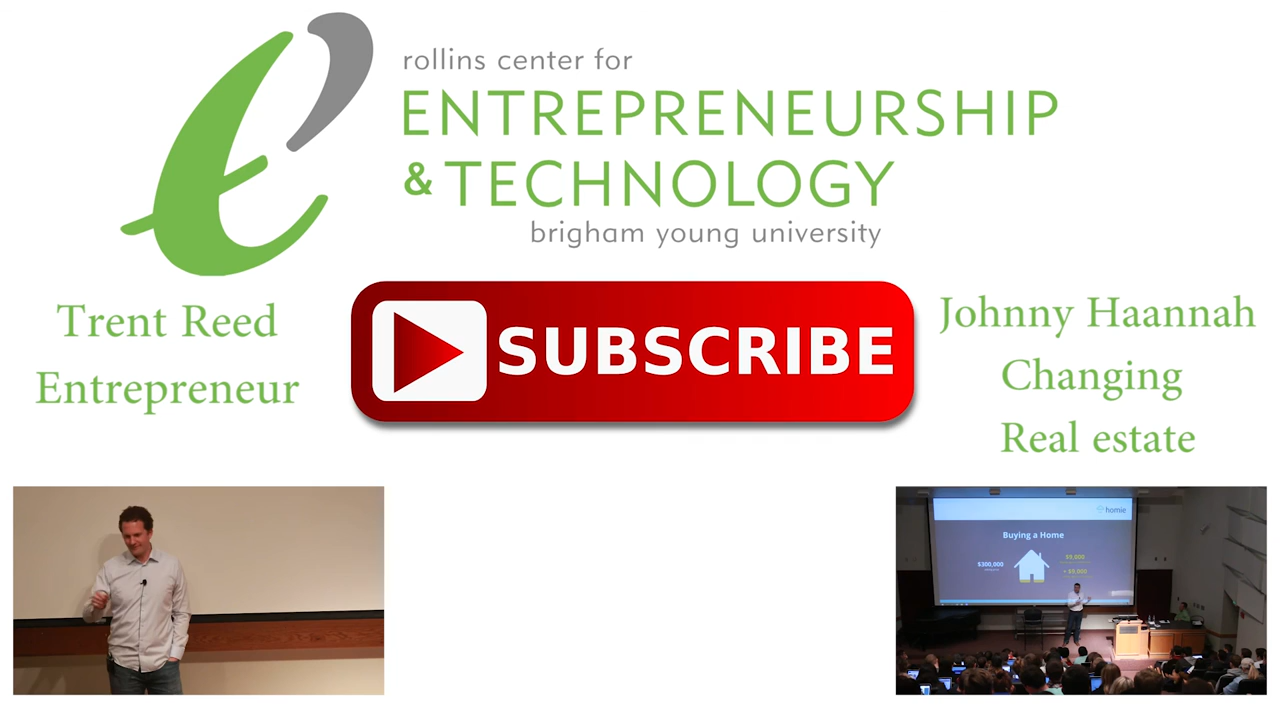 rollins center for
ENTREPRENEURSHIP
& TECHNOLOGY
brigham young university
Trent Reed
Entrepreneur
SUBSCRIBE
Johnny Haannah
Changing
Real estate
homie
Buying a Home
$300,000